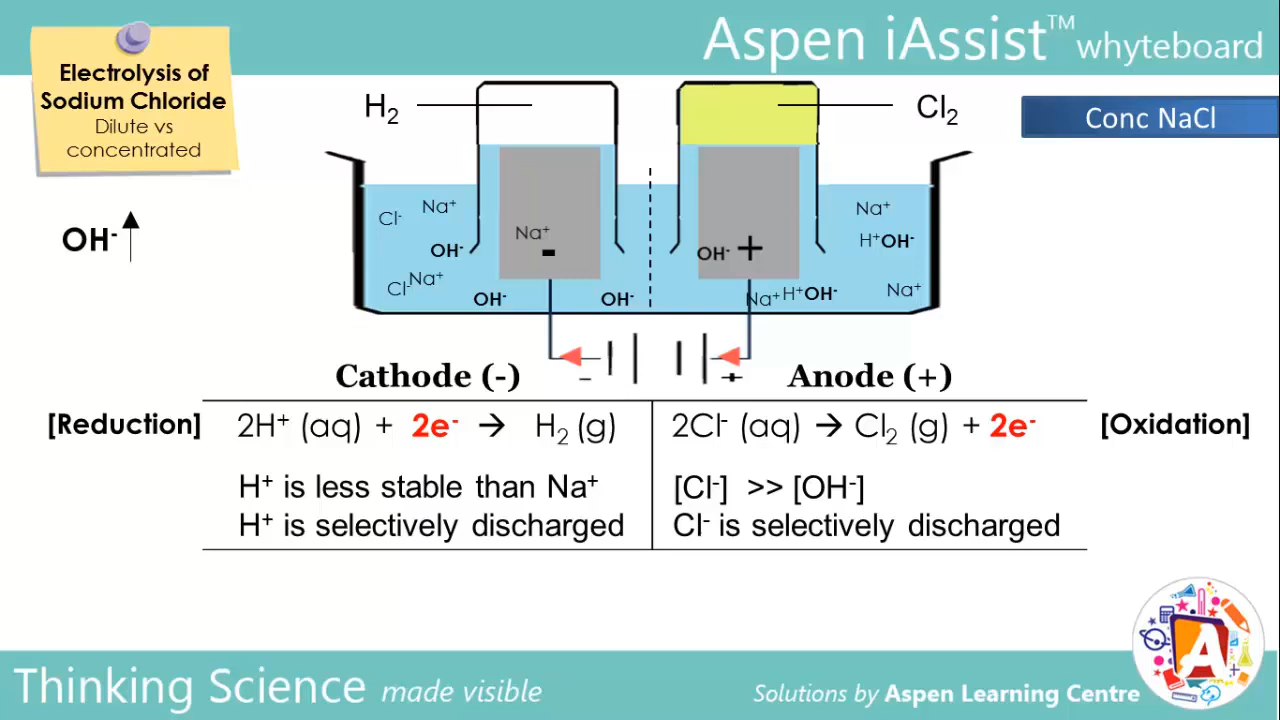 Aspen iAssist™ whyteboard
Electrolysis of
Sodium Chloride
Dilute vs
concentrated
H₂
Cl₂
Conc NaCl
OH⁻
Cl⁻
Na⁺
OH⁻
Na⁺
-
Cl⁻
Na⁺
OH⁻
OH⁻
OH⁻
+
Na⁺
H⁺OH⁻
Na⁺
H⁺OH⁻
Na⁺
-
+
Cathode (-)
Anode (+)
[Reduction]
2H⁺ (aq) + 2e⁻ → H₂ (g)
2Cl⁻ (aq) → Cl₂ (g) + 2e⁻
[Oxidation]
H⁺ is less stable than Na⁺
H⁺ is selectively discharged
[Cl⁻] >> [OH⁻]
Cl⁻ is selectively discharged
A
Thinking Science made visible
Solutions by Aspen Learning Centre